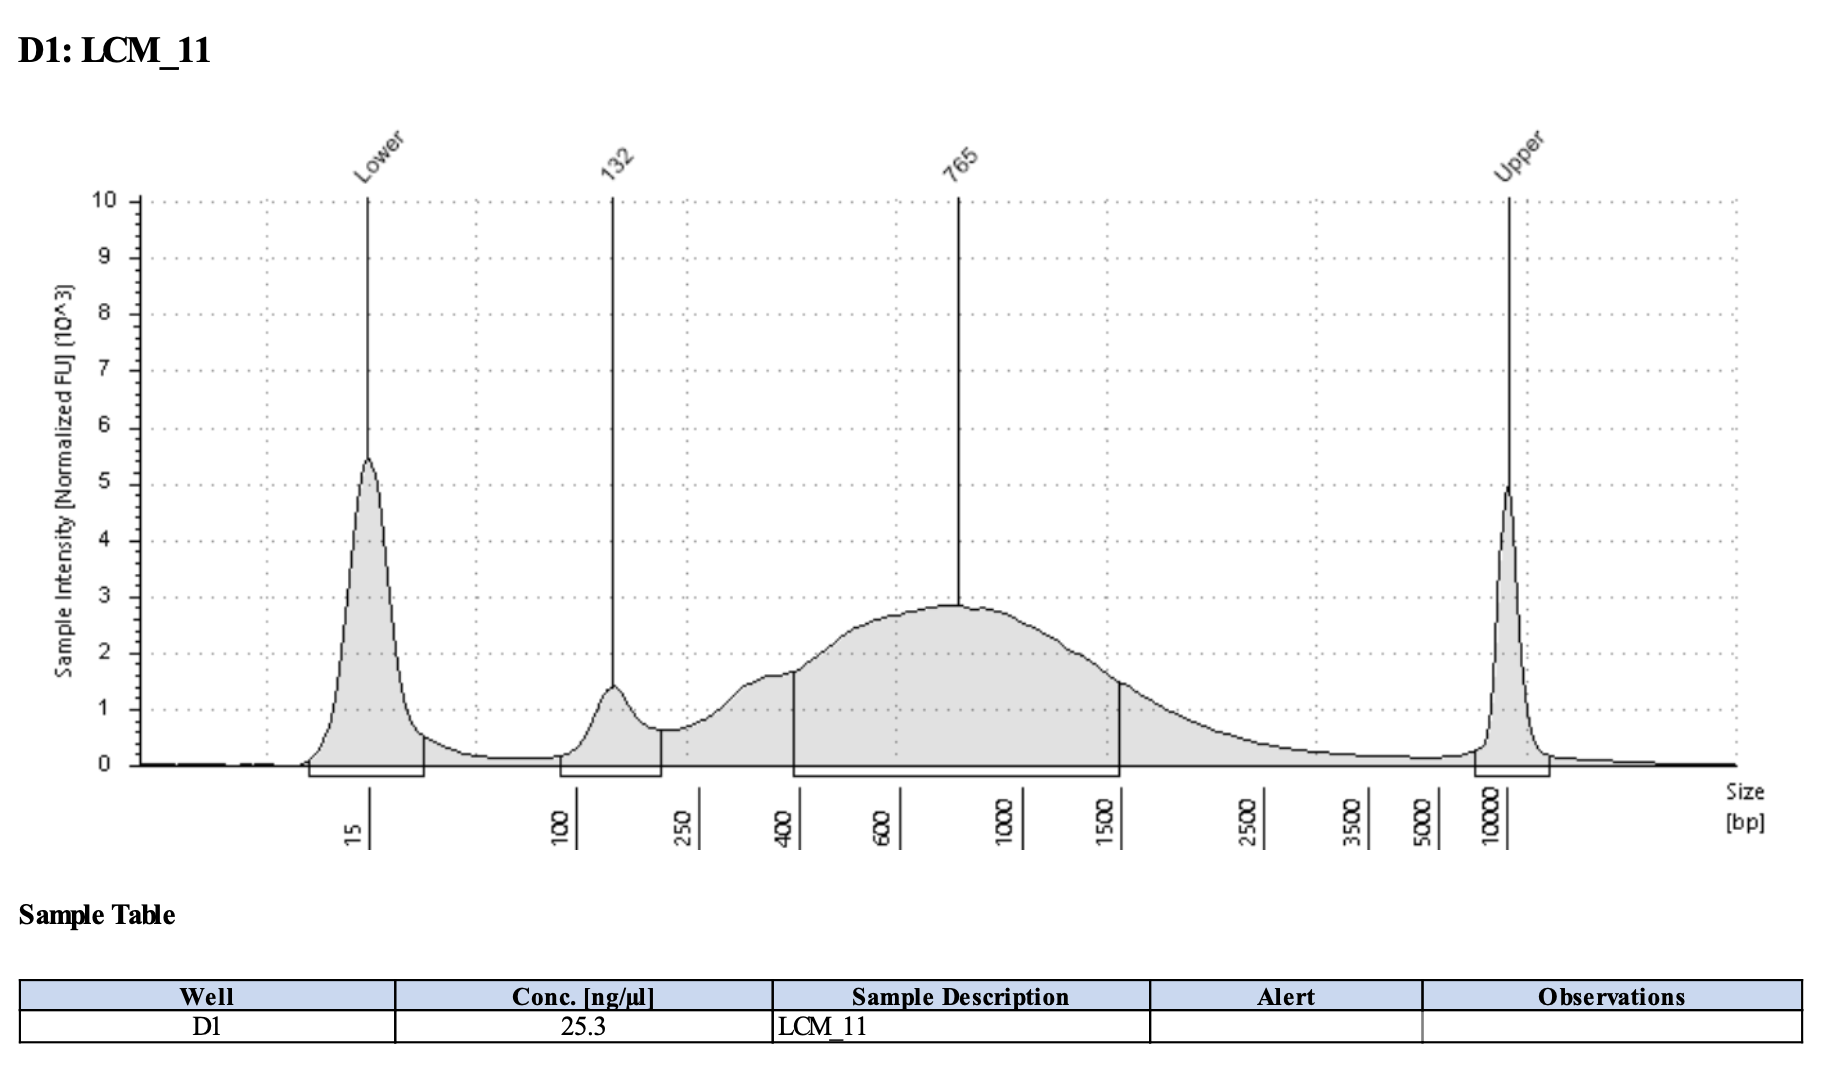 D1: LCM_11
Lower
132
765
Upper
10
9
8
7
6
5
4
3
2
1
0
Sample Intensity [Normalized FU] (10^3)
15
100
250
400
600
1000
1500
2500
3500
5000
10000
Size
[bp]
Sample Table
Well Conc. [ng/µl] Sample Description Alert Observations
D1 25.3 LCM_11